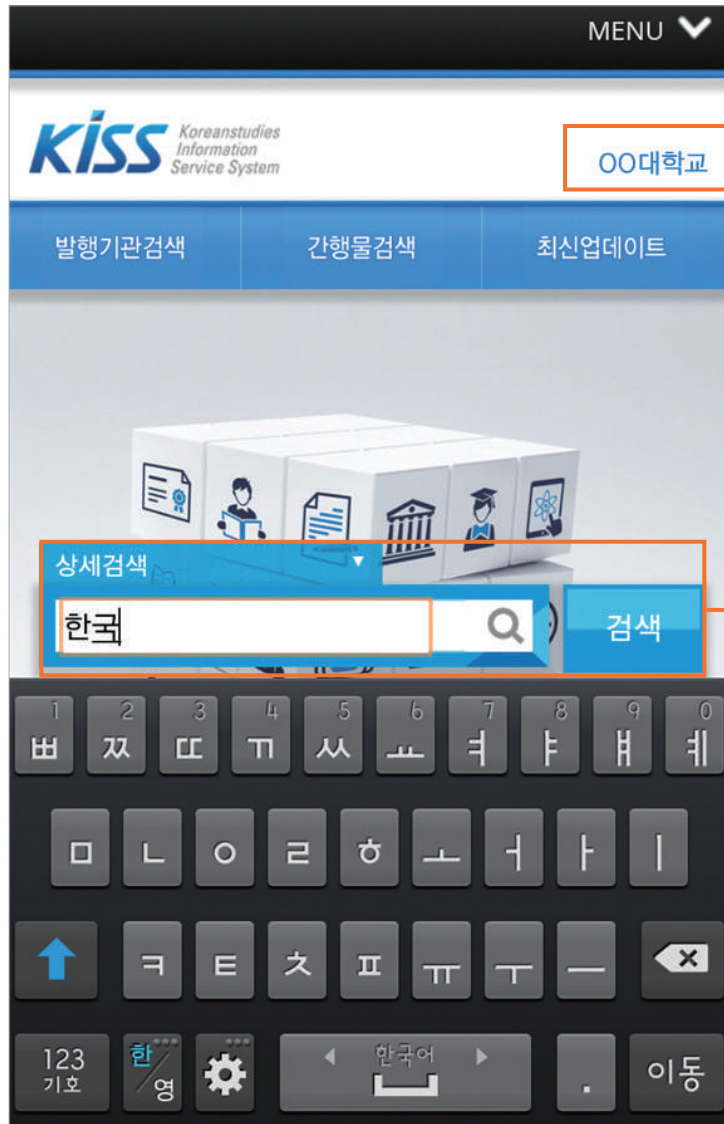 MENU
KISS Koreanstudies
Information
Service System
OO대학교
발행기관검색 간행물검색 최신업데이트
상세검색
한국 검색
1 2 3 4 5 6 7 8 9 0
ㅃ ㅉ ㄸ ㄲ ㅆ ㅛ ㅕ ㅑ ㅒ ㅖ
ㅁ ㄴ ㅇ ㄹ ㅎ ㅗ ㅓ ㅏ ㅣ
ㅋ ㅌ ㅊ ㅍ ㅠ ㅜ ㅡ
123 한/영 한국어 . 이동
기호